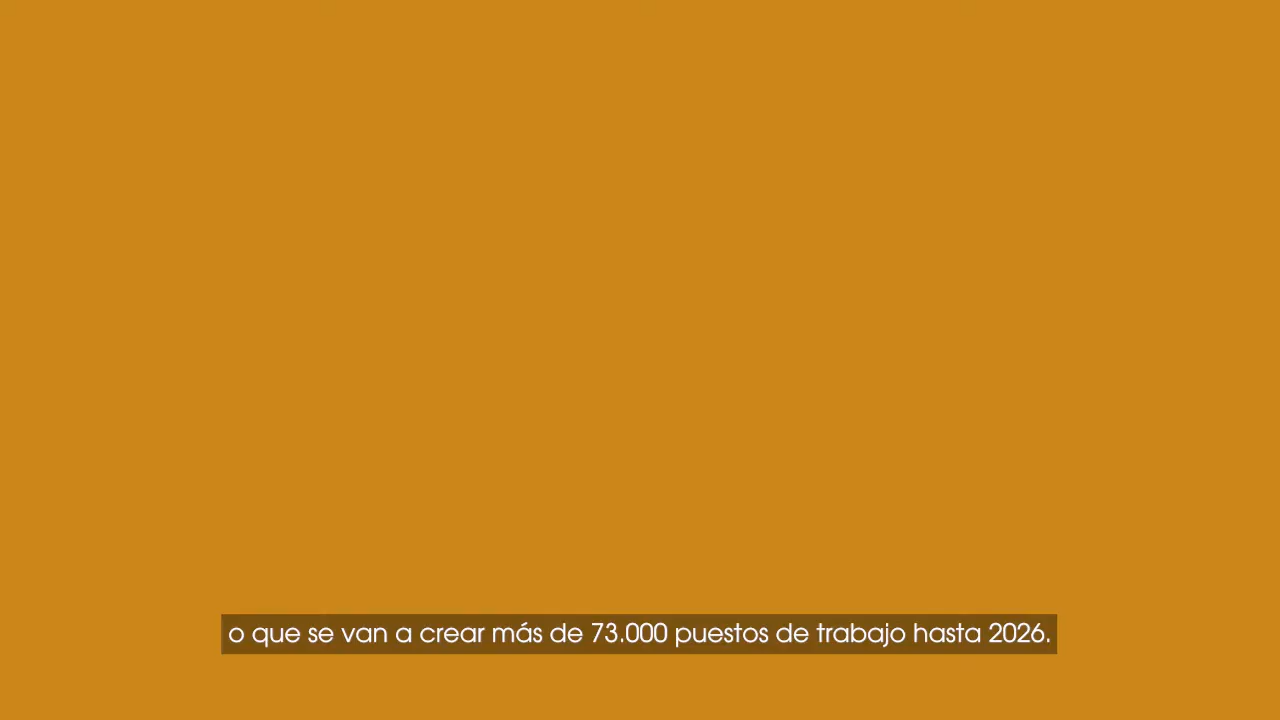 o que se van a crear más de 73.000 puestos de trabajo hasta 2026.